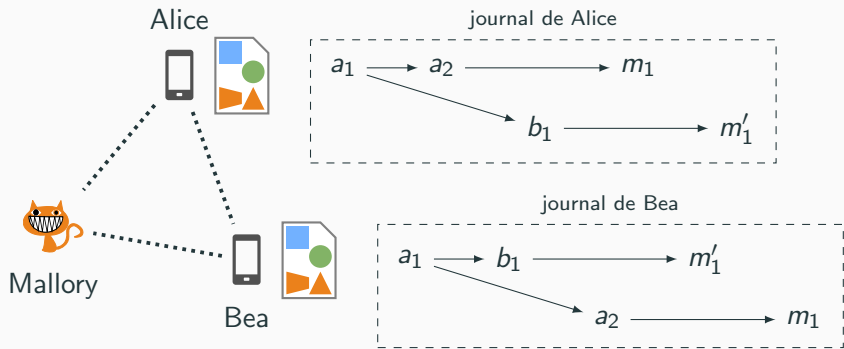 Alice
journal de Alice
a₁ a₂ m₁
b₁ m′₁
Mallory
Bea
journal de Bea
a₁ b₁ m′₁
a₂ m₁